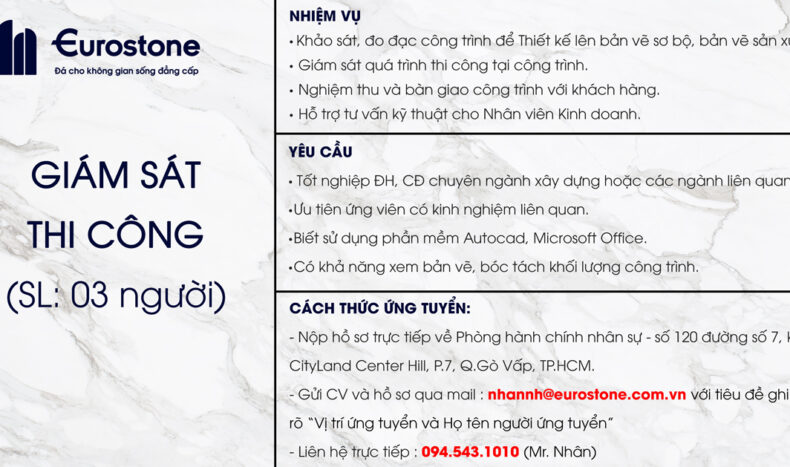 Eurostone
Đá cho không gian sống đẳng cấp
GIÁM SÁT
THI CÔNG
(SL: 03 người)
NHIỆM VỤ
• Khảo sát, đo đạc công trình để Thiết kế lên bản vẽ sơ bộ, bản vẽ sản
• Giám sát quá trình thi công tại công trình.
• Nghiệm thu và bàn giao công trình với khách hàng.
• Hỗ trợ tư vấn kỹ thuật cho Nhân viên Kinh doanh.
YÊU CẦU
• Tốt nghiệp ĐH, CĐ chuyên ngành xây dựng hoặc các ngành liên quan
•Ưu tiên ứng viên có kinh nghiệm liên quan.
•Biết sử dụng phần mềm Autocad, Microsoft Office.
•Có khả năng xem bản vẽ, bóc tách khối lượng công trình.
CÁCH THỨC ỨNG TUYỂN:
- Nộp hồ sơ trực tiếp về Phòng hành chính nhân sự - số 120 đường số 7,
CityLand Center Hill, P.7, Q.Gò Vấp, TP.HCM.
- Gửi CV và hồ sơ qua mail : nhannh@eurostone.com.vn với tiêu đề ghi
rõ “Vị trí ứng tuyển và Họ tên người ứng tuyển”
- Liên hệ trực tiếp : 094.543.1010 (Mr. Nhân)